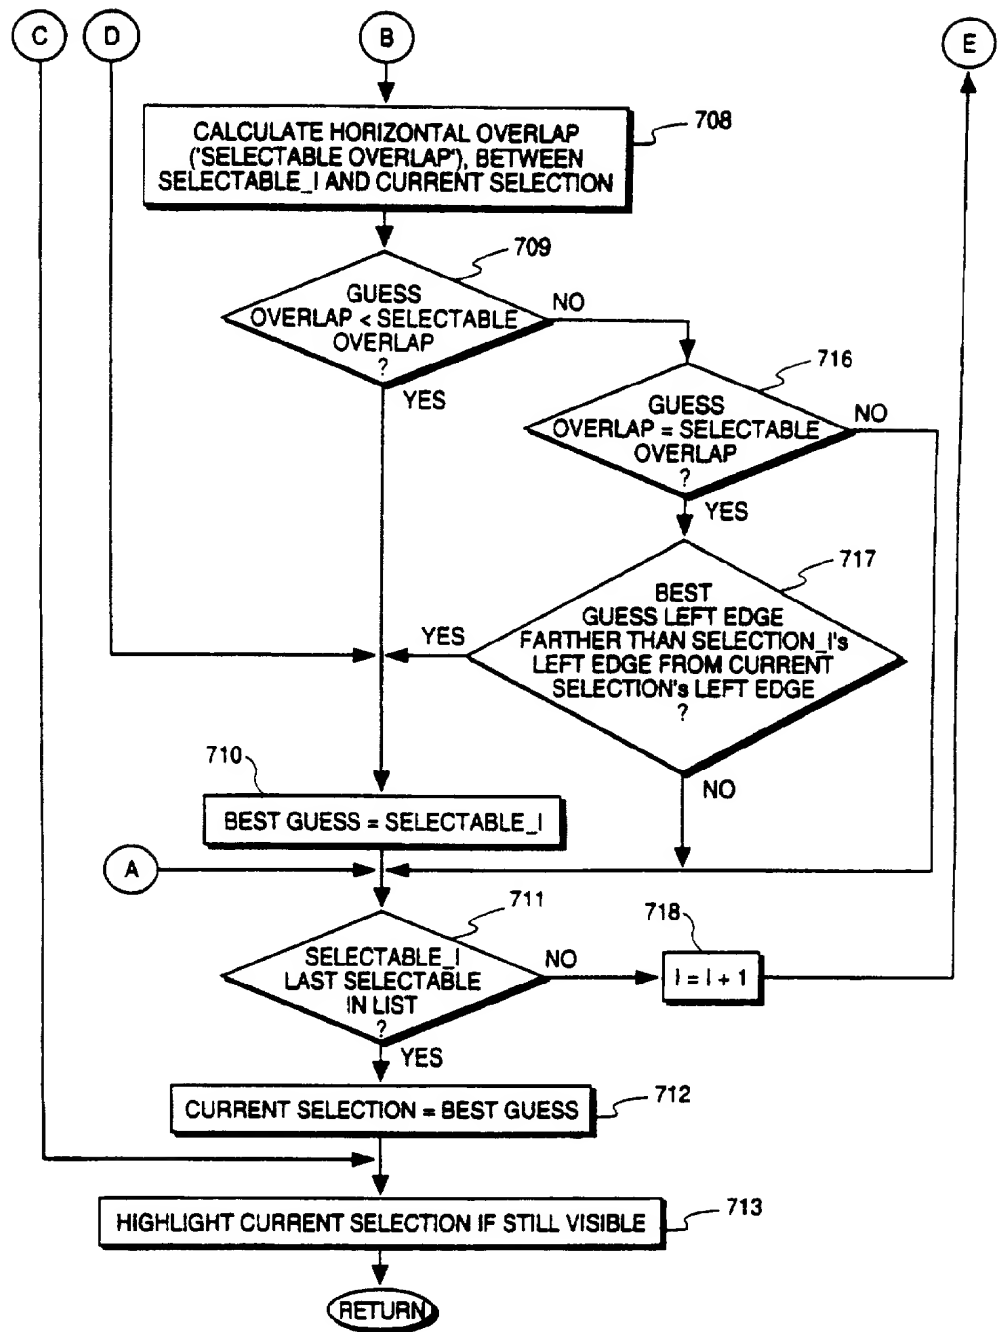 C
D
B
E
CALCULATE HORIZONTAL OVERLAP
('SELECTABLE OVERLAP'), BETWEEN
SELECTABLE_I AND CURRENT SELECTION
708
709
GUESS
OVERLAP < SELECTABLE
OVERLAP
?
NO
YES
716
GUESS
OVERLAP = SELECTABLE
OVERLAP
?
NO
YES
717
BEST
GUESS LEFT EDGE
FARTHER THAN SELECTION_I's
LEFT EDGE FROM CURRENT
SELECTION's LEFT EDGE
?
YES
NO
710
BEST GUESS = SELECTABLE_I
A
711
SELECTABLE_I
LAST SELECTABLE
IN LIST
?
NO
YES
718
I = I + 1
CURRENT SELECTION = BEST GUESS
712
HIGHLIGHT CURRENT SELECTION IF STILL VISIBLE
713
RETURN